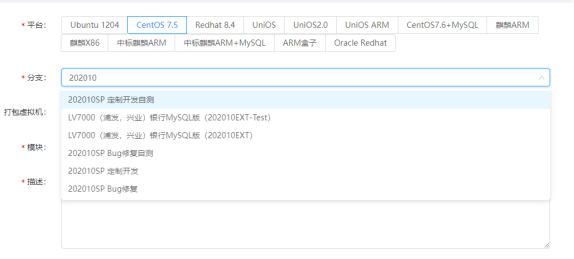 * 平台： Ubuntu 1204 CentOS 7.5 Redhat 8.4 UniOS UniOS2.0 UniOS ARM CentOS7.6+MySQL 麒麟ARM
麒麟X86 中标麒麟ARM 中标麒麟ARM+MySQL ARM盒子 Oracle Redhat
* 分支： 202010
202010SP 定制开发自测
打包虚拟机：
LV7000（浦发，兴业）银行MySQL版（202010EXT-Test）
LV7000（浦发，兴业）银行MySQL版（202010EXT）
* 模块：
202010SP Bug修复自测
202010SP 定制开发
* 描述：
202010SP Bug修复